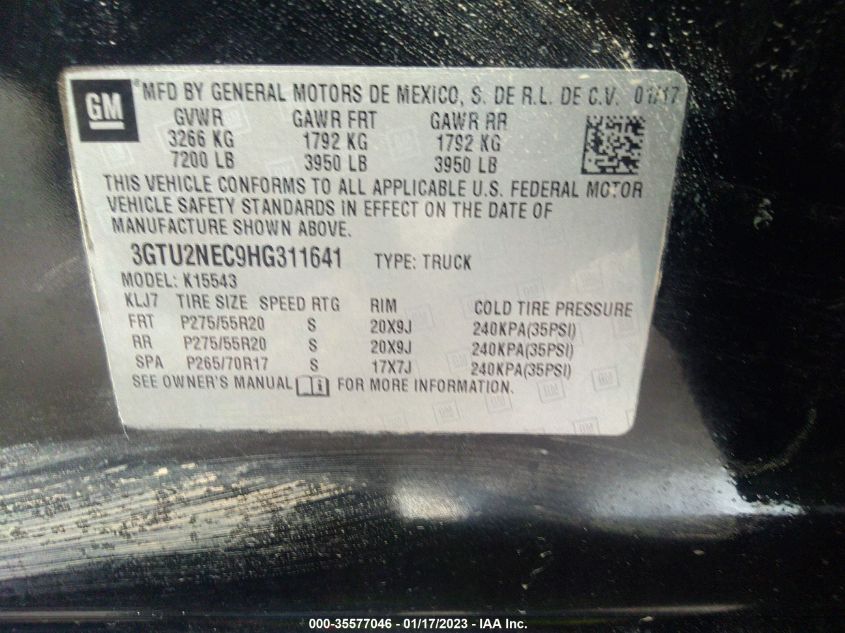 GM
®MFD BY GENERAL MOTORS DE MEXICO, S. DE R.L. DE C.V. 01/17
GVWR GAWR FRT GAWR RR
3266 KG 1792 KG 1792 KG
7200 LB 3950 LB 3950 LB
THIS VEHICLE CONFORMS TO ALL APPLICABLE U.S. FEDERAL MOTOR
VEHICLE SAFETY STANDARDS IN EFFECT ON THE DATE OF
MANUFACTURE SHOWN ABOVE.
3GTU2NEC9HG311641 TYPE: TRUCK
MODEL: K15543
KLJ7 TIRE SIZE SPEED RTG RIM COLD TIRE PRESSURE
FRT P275/55R20 S 20X9J 240KPA(35PSI)
RR P275/55R20 S 20X9J 240KPA(35PSI)
SPA P265/70R17 S 17X7J 240KPA(35PSI)
SEE OWNER'S MANUAL FOR MORE INFORMATION.
000-35577046 - 01/17/2023 - IAA Inc.